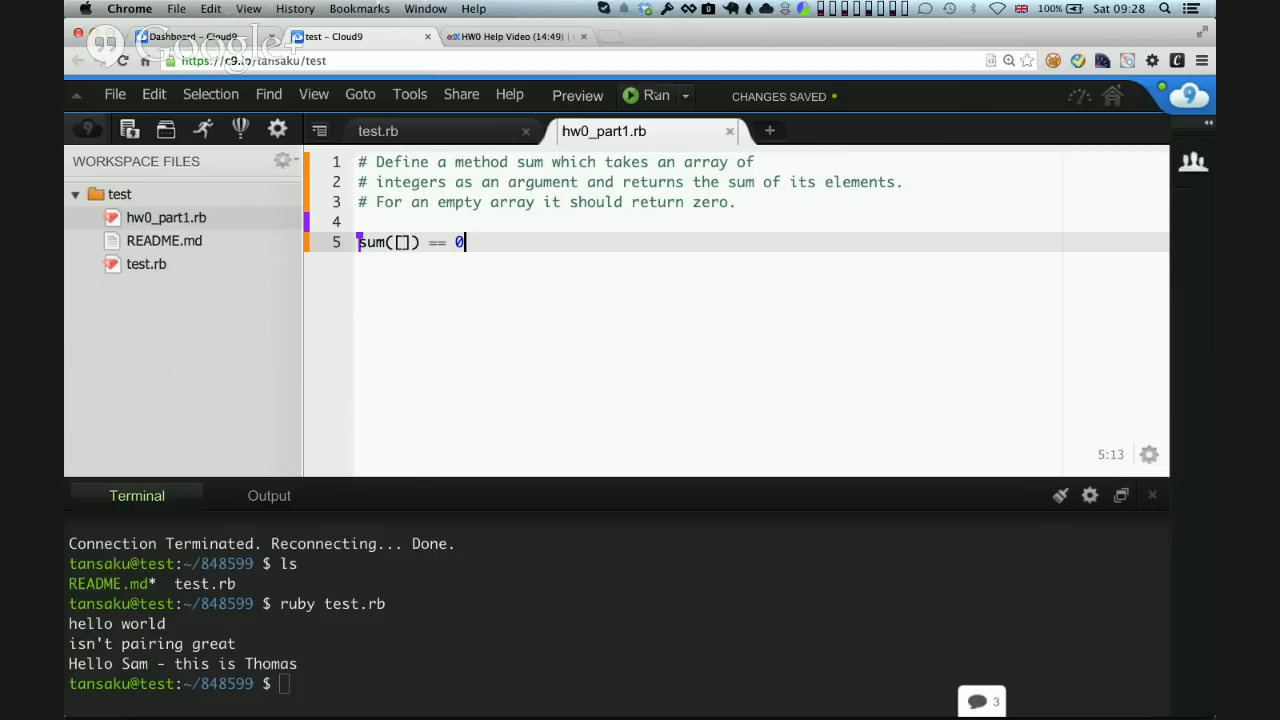 Chrome File Edit View History Bookmarks Window Help 100% Sat 09:28
Dashboard - Cloud9 test - Cloud9 HW0 Help Video (14:49)
Google+
https://c9.io/tansaku/test
File Edit Selection Find View Goto Tools Share Help Preview Run CHANGES SAVED
test.rb hw0_part1.rb
WORKSPACE FILES
test
hw0_part1.rb
README.md
test.rb
1 # Define a method sum which takes an array of
2 # integers as an argument and returns the sum of its elements.
3 # For an empty array it should return zero.
4
5 sum([]) == 0
5:13
Terminal Output
Connection Terminated. Reconnecting... Done.
tansaku@test:~/848599 $ ls
README.md* test.rb
tansaku@test:~/848599 $ ruby test.rb
hello world
isn't pairing great
Hello Sam - this is Thomas
tansaku@test:~/848599 $
3